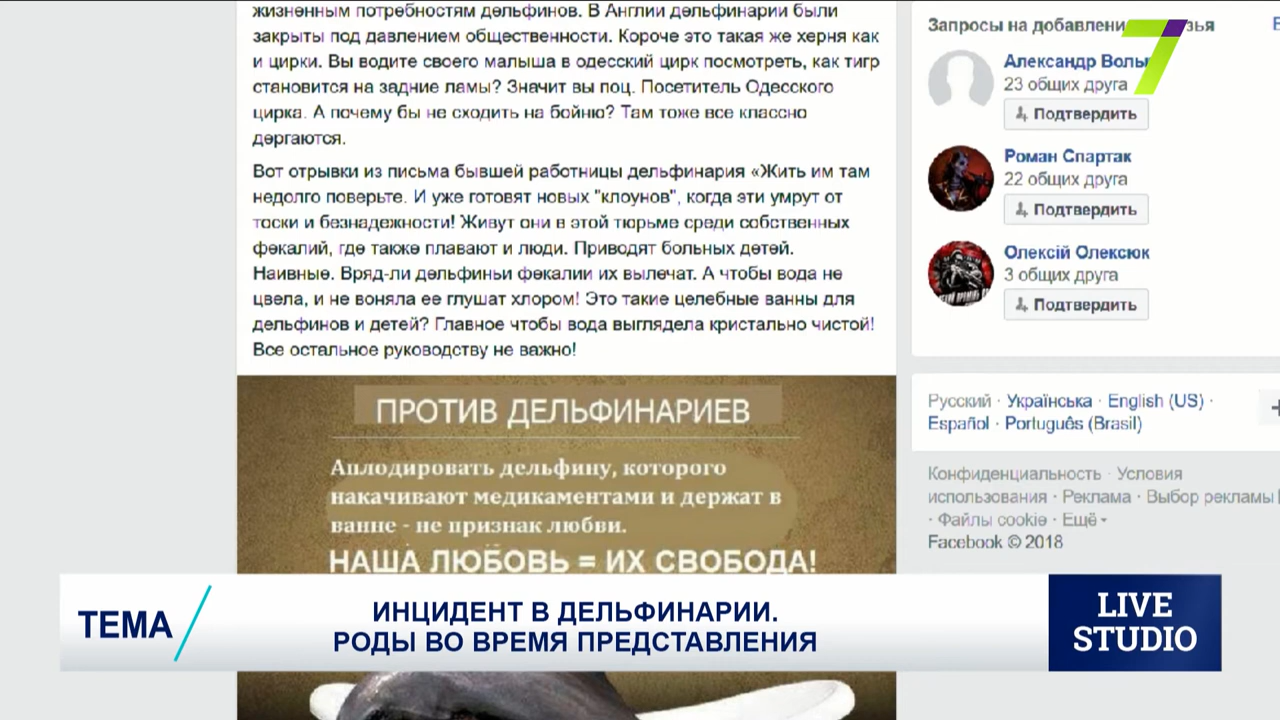 жизненным потребностям дельфинов. В Англии дельфинарии были
закрыты под давлением общественности. Короче это такая же херня как
и цирки. Вы водите своего малыша в одесский цирк посмотреть, как тигр
становится на задние ламы? Значит вы поц. Посетитель Одесского
цирка. А почему бы не сходить на бойню? Там тоже все классно
дергаются.
Вот отрывки из письма бывшей работницы дельфинария «Жить им там
недолго поверьте. И уже готовят новых "клоунов", когда эти умрут от
тоски и безнадежности! Живут они в этой тюрьме среди собственных
фекалий, где также плавают и люди. Приводят больных детей.
Наивные. Вряд-ли дельфиньи фекалии их вылечат. А чтобы вода не
цвела, и не воняла ее глушат хлором! Это такие целебные ванны для
дельфинов и детей? Главное чтобы вода выглядела кристально чистой!
Все остальное руководству не важно!
ПРОТИВ ДЕЛЬФИНАРИЕВ
Аплодировать дельфину, которого
накачивают медикаментами и держат в
ванне - не признак любви.
НАША ЛЮБОВЬ = ИХ СВОБОДА!
Запросы на
7
Александр
23 общих друга
Подтвердить
Роман Спартак
22 общих друга
Подтвердить
Олексій Олексюк
3 общих друга
Подтвердить
Русский · Українська · English (US) ·
Español · Português (Brasil)
Конфиденциальность · Условия
использования · Реклама · Выбор рекламы
· Файлы cookie · Ещё
Facebook © 2018
ТЕМА
ИНЦИДЕНТ В ДЕЛЬФИНАРИИ.
РОДЫ ВО ВРЕМЯ ПРЕДСТАВЛЕНИЯ
LIVE
STUDIO